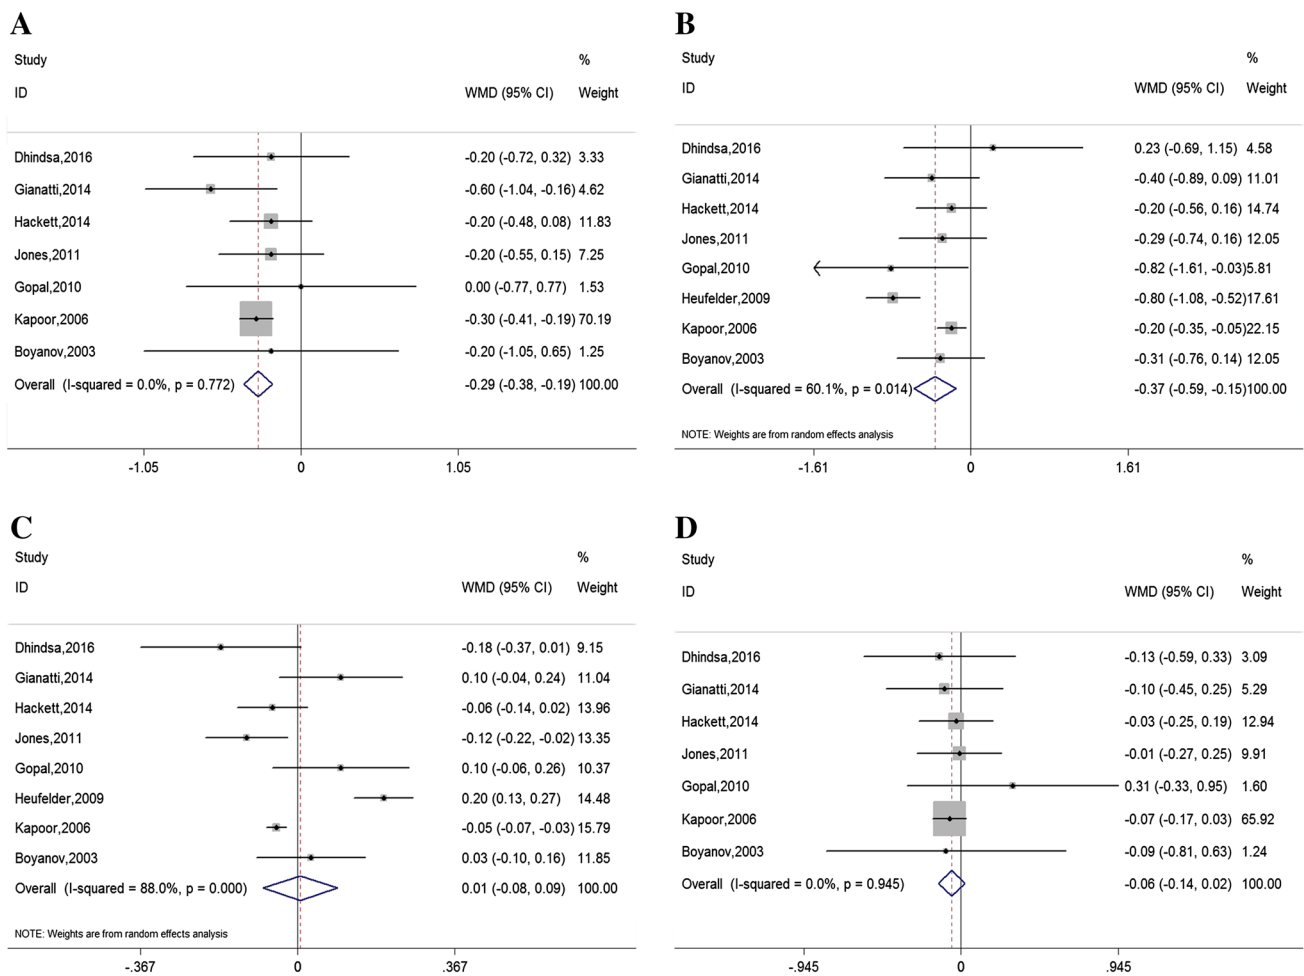 A
Study %
ID WMD (95% CI) Weight
Dhindsa,2016 -0.20 (-0.72, 0.32) 3.33
Gianatti,2014 -0.60 (-1.04, -0.16) 4.62
Hackett,2014 -0.20 (-0.48, 0.08) 11.83
Jones,2011 -0.20 (-0.55, 0.15) 7.25
Gopal,2010 0.00 (-0.77, 0.77) 1.53
Kapoor,2006 -0.30 (-0.41, -0.19) 70.19
Boyanov,2003 -0.20 (-1.05, 0.65) 1.25
Overall (I-squared = 0.0%, p = 0.772) -0.29 (-0.38, -0.19) 100.00
-1.05 0 1.05
B
Study %
ID WMD (95% CI) Weight
Dhindsa,2016 0.23 (-0.69, 1.15) 4.58
Gianatti,2014 -0.40 (-0.89, 0.09) 11.01
Hackett,2014 -0.20 (-0.56, 0.16) 14.74
Jones,2011 -0.29 (-0.74, 0.16) 12.05
Gopal,2010 -0.82 (-1.61, -0.03)5.81
Heufelder,2009 -0.80 (-1.08, -0.52)17.61
Kapoor,2006 -0.20 (-0.35, -0.05)22.15
Boyanov,2003 -0.31 (-0.76, 0.14) 12.05
Overall (I-squared = 60.1%, p = 0.014) -0.37 (-0.59, -0.15)100.00
NOTE: Weights are from random effects analysis
-1.61 0 1.61
C
Study %
ID WMD (95% CI) Weight
Dhindsa,2016 -0.18 (-0.37, 0.01) 9.15
Gianatti,2014 0.10 (-0.04, 0.24) 11.04
Hackett,2014 -0.06 (-0.14, 0.02) 13.96
Jones,2011 -0.12 (-0.22, -0.02) 13.35
Gopal,2010 0.10 (-0.06, 0.26) 10.37
Heufelder,2009 0.20 (0.13, 0.27) 14.48
Kapoor,2006 -0.05 (-0.07, -0.03) 15.79
Boyanov,2003 0.03 (-0.10, 0.16) 11.85
Overall (I-squared = 88.0%, p = 0.000) 0.01 (-0.08, 0.09) 100.00
NOTE: Weights are from random effects analysis
-.367 0 .367
D
Study %
ID WMD (95% CI) Weight
Dhindsa,2016 -0.13 (-0.59, 0.33) 3.09
Gianatti,2014 -0.10 (-0.45, 0.25) 5.29
Hackett,2014 -0.03 (-0.25, 0.19) 12.94
Jones,2011 -0.01 (-0.27, 0.25) 9.91
Gopal,2010 0.31 (-0.33, 0.95) 1.60
Kapoor,2006 -0.07 (-0.17, 0.03) 65.92
Boyanov,2003 -0.09 (-0.81, 0.63) 1.24
Overall (I-squared = 0.0%, p = 0.945) -0.06 (-0.14, 0.02) 100.00
-.945 0 .945